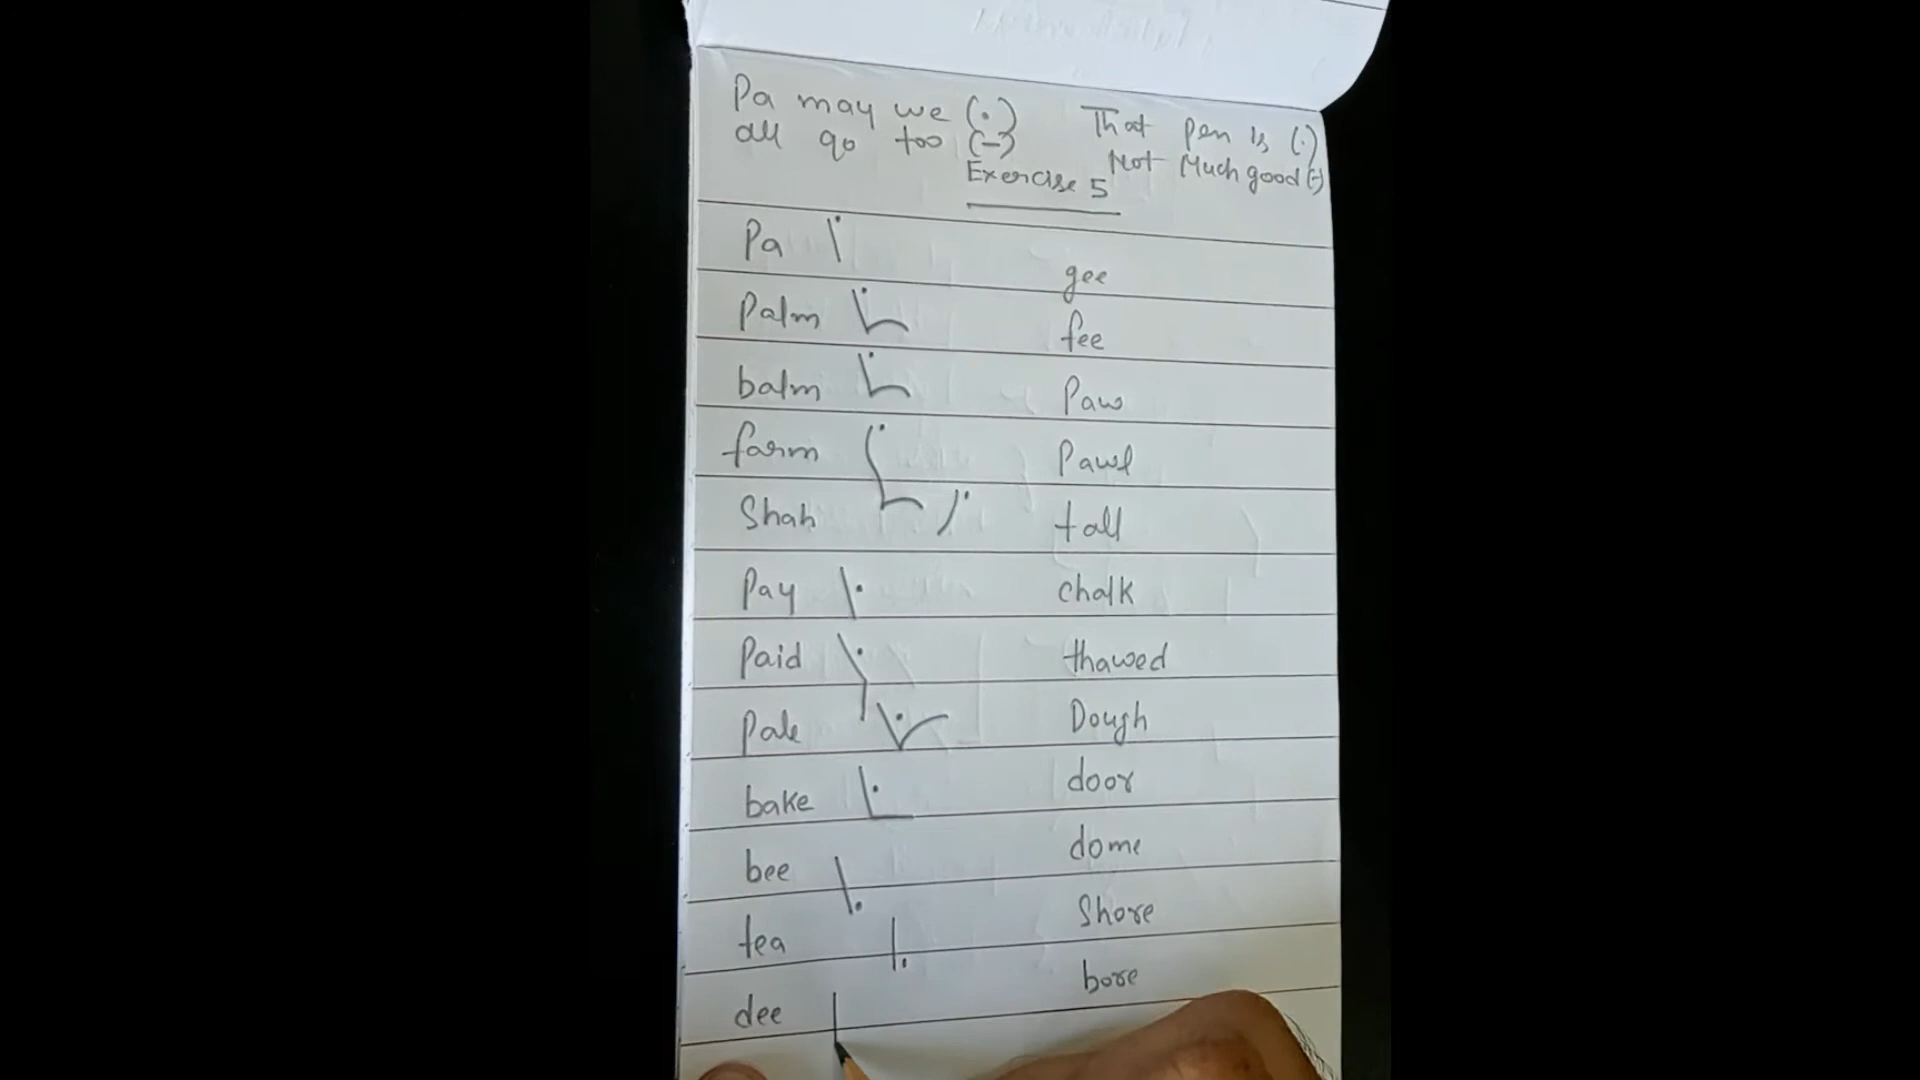 Pa may we (.) That pen is (.)
all go too (-) Not Much good (-)
Exercise 5
Pa
Palm
balm
farm
Shah
Pay
Paid
Pale
bake
bee
tea
dee
gee
fee
Paw
Pawl
tall
chalk
thawed
Dough
door
dome
Shore
bore